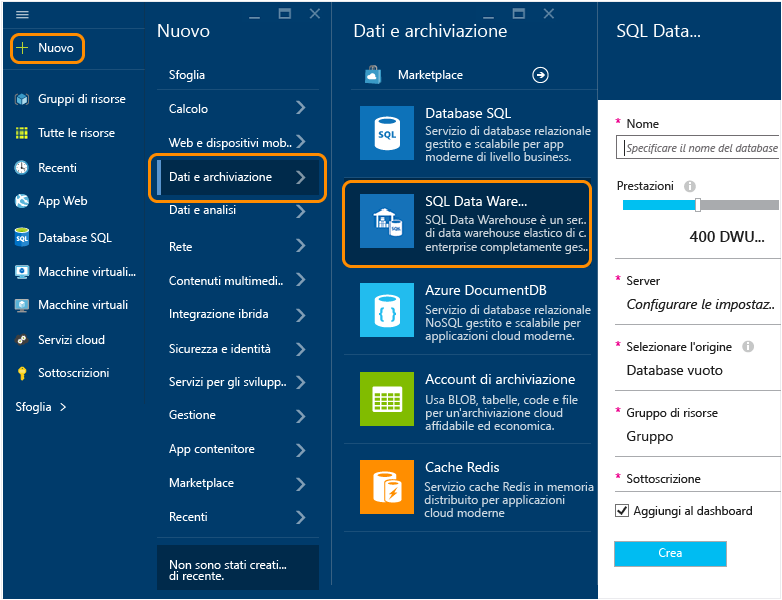 Nuovo
Gruppi di risorse
Tutte le risorse
Recenti
App Web
Database SQL
Macchine virtuali...
Macchine virtuali
Servizi cloud
Sottoscrizioni
Sfoglia
Nuovo
Sfoglia
Calcolo
Web e dispositivi mob..
Dati e archiviazione
Dati e analisi
Rete
Contenuti multimedi..
Integrazione ibrida
Sicurezza e identità
Servizi per gli svilupp..
Gestione
App contenitore
Marketplace
Recenti
Non sono stati creati...
di recente.
Dati e archiviazione
Marketplace
SQL
Database SQL
Servizio di database relazionale
gestito e scalabile per app
moderne di livello business.
SQL
SQL Data Ware...
SQL Data Warehouse è un ser..
di data warehouse elastico di c.
enterprise completamente ges..
{ }
Azure DocumentDB
Servizio di database relazionale
NoSQL gestito e scalabile per
applicazioni cloud moderne.
Account di archiviazione
Usa BLOB, tabelle, code e file
per un'archiviazione cloud
affidabile ed economica.
Cache Redis
Servizio cache Redis in memoria
distribuito per applicazioni
cloud moderne
SQL Data...
* Nome
Specificare il nome del database
Prestazioni
400 DWU...
* Server
Configurare le impostaz..
* Selezionare l'origine
Database vuoto
* Gruppo di risorse
Gruppo
* Sottoscrizione
Aggiungi al dashboard
Crea